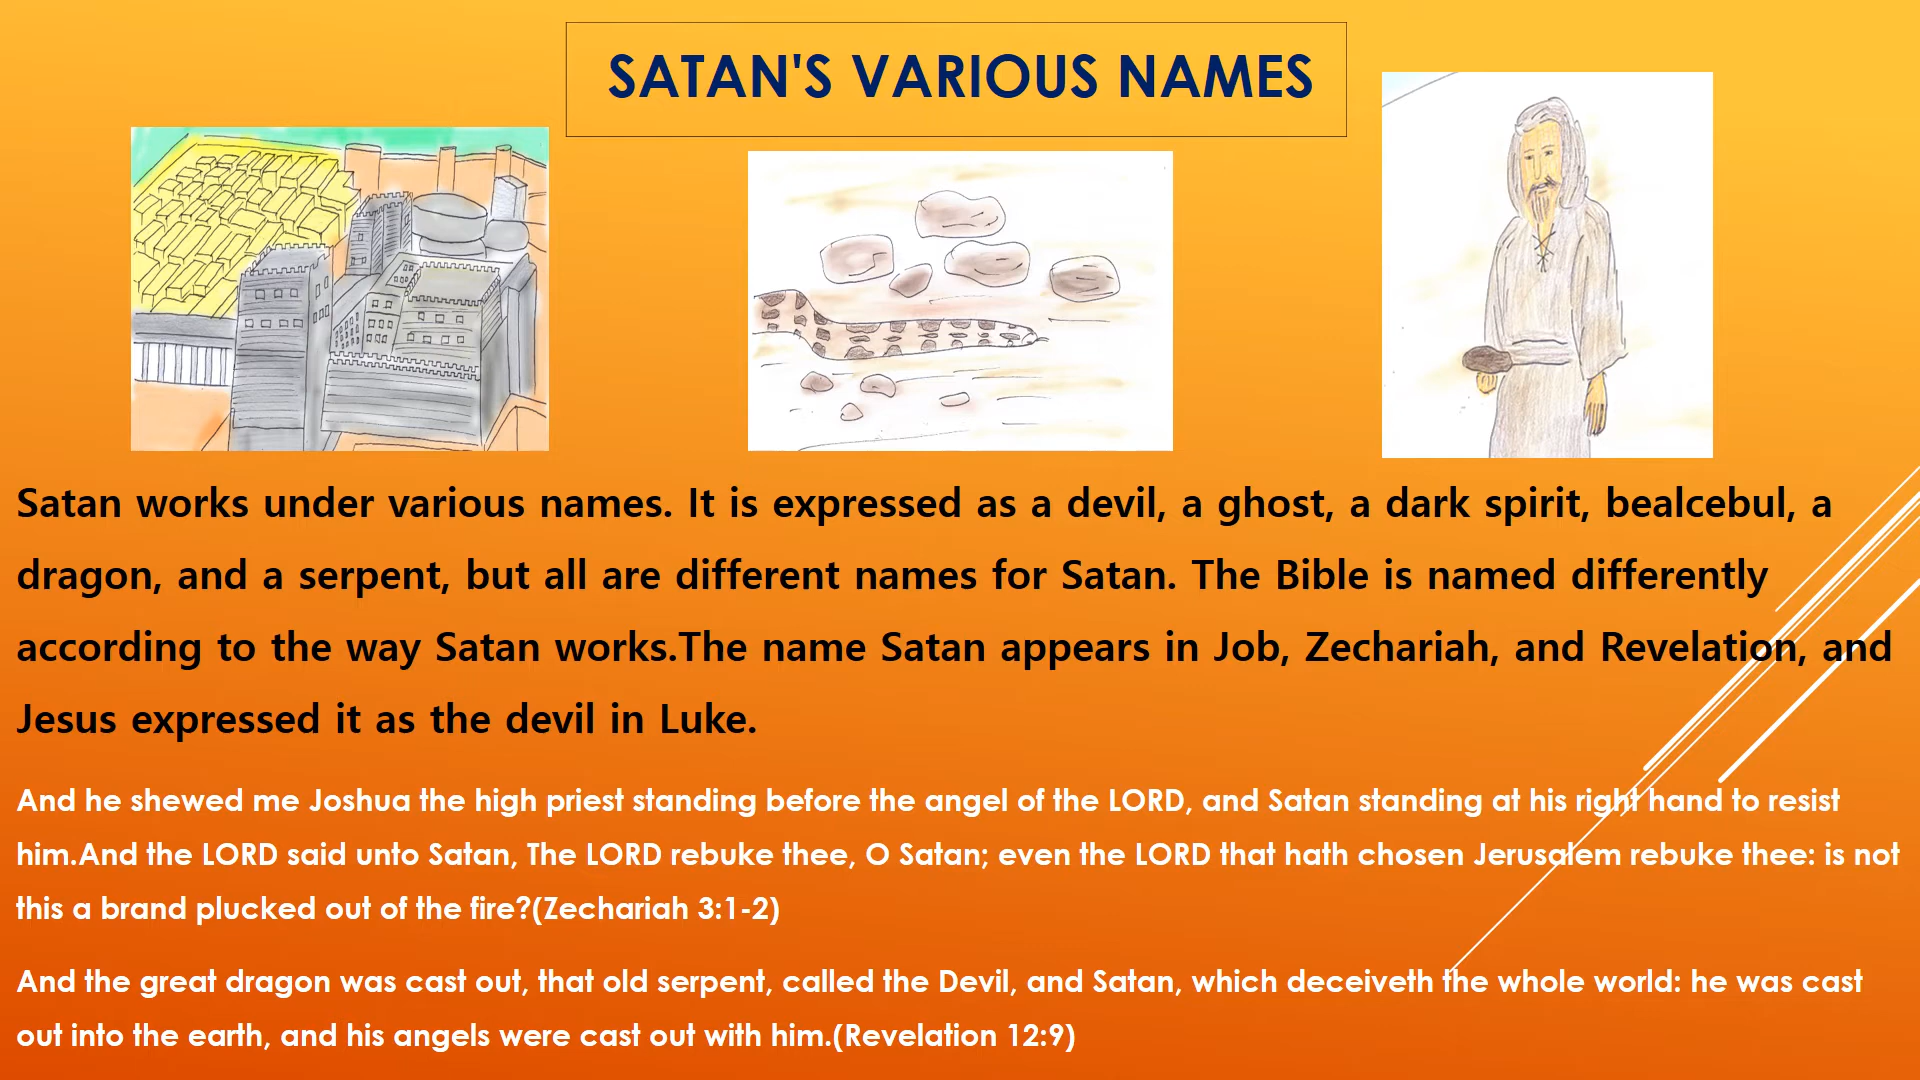 SATAN'S VARIOUS NAMES
Satan works under various names. It is expressed as a devil, a ghost, a dark spirit, bealcebul, a
dragon, and a serpent, but all are different names for Satan. The Bible is named differently
according to the way Satan works.The name Satan appears in Job, Zechariah, and Revelation, and
Jesus expressed it as the devil in Luke.
And he shewed me Joshua the high priest standing before the angel of the LORD, and Satan standing at his right hand to resist
him.And the LORD said unto Satan, The LORD rebuke thee, O Satan; even the LORD that hath chosen Jerusalem rebuke thee: is not
this a brand plucked out of the fire?(Zechariah 3:1-2)
And the great dragon was cast out, that old serpent, called the Devil, and Satan, which deceiveth the whole world: he was cast
out into the earth, and his angels were cast out with him.(Revelation 12:9)